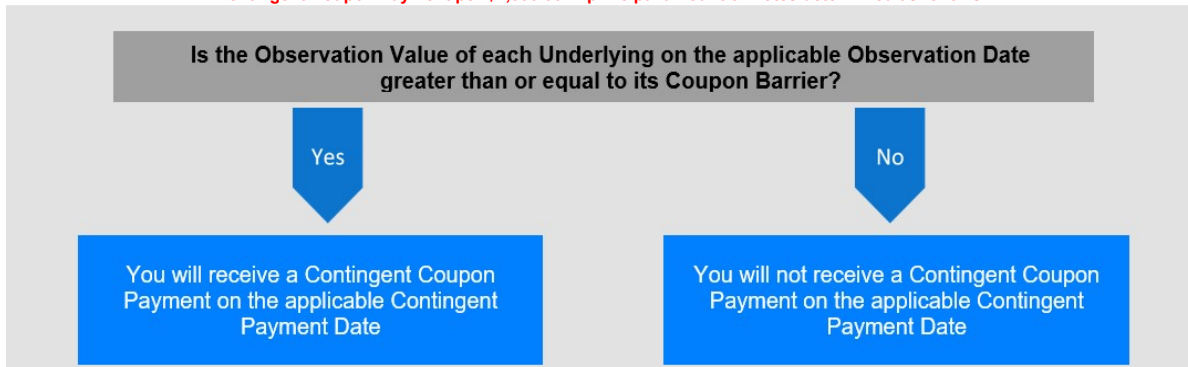 Is the Observation Value of each Underlying on the applicable Observation Date
greater than or equal to its Coupon Barrier?
Yes
No
You will receive a Contingent Coupon
Payment on the applicable Contingent
Payment Date
You will not receive a Contingent Coupon
Payment on the applicable Contingent
Payment Date